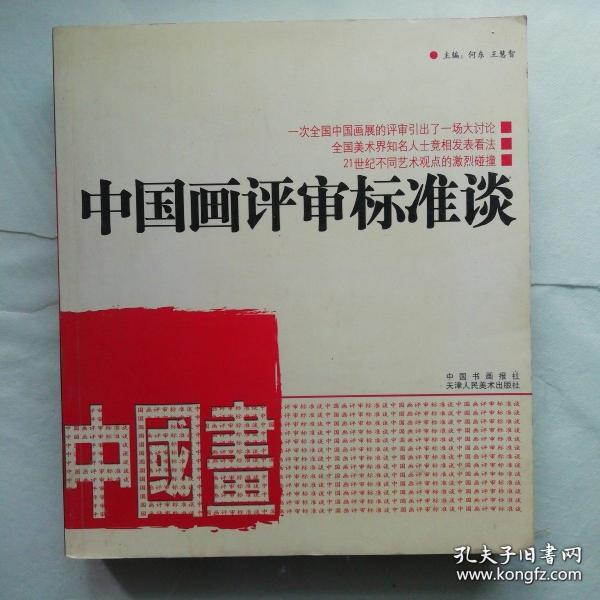 ● 主编：何东 王慧智
一次全国中国画展的评审引出了一场大讨论
全国美术界知名人士竞相发表看法
21世纪不同艺术观点的激烈碰撞
中国画评审标准谈
中国书画报社
天津人民美术出版社
中國畫
孔夫子旧书网
www.kongfz.com